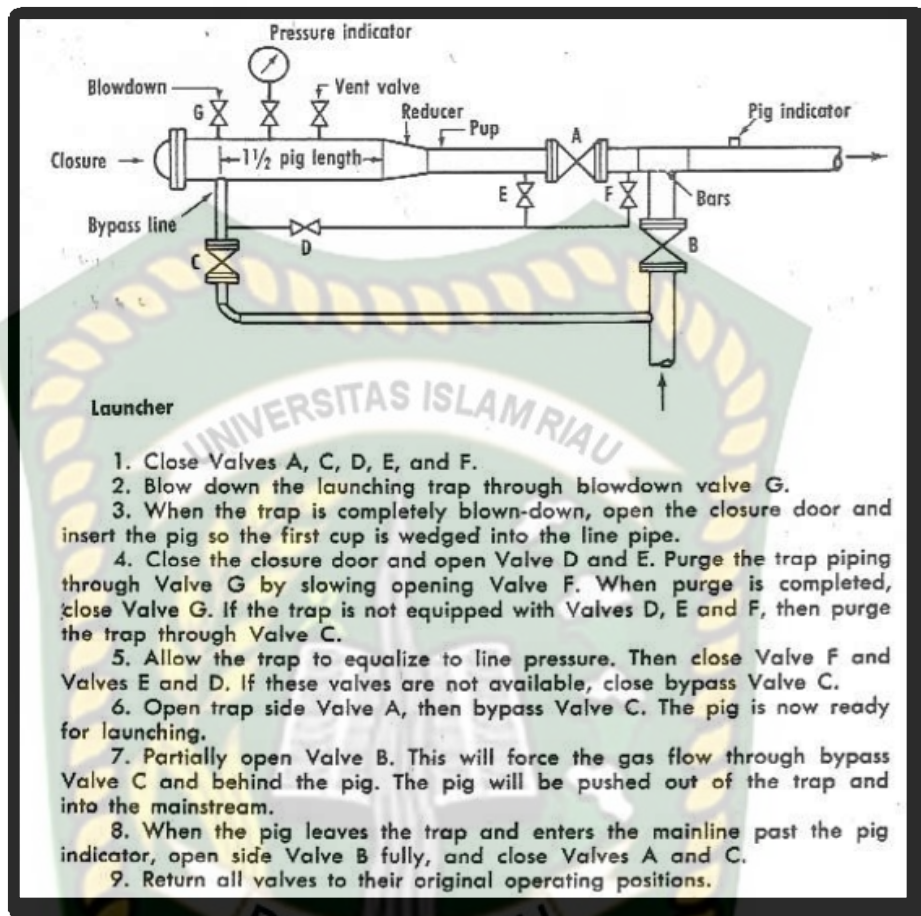 Pressure indicator
Blowdown
Vent valve
G
Reducer
Pup
A
Pig indicator
Closure
1½ pig length
E
F
Bars
Bypass line
D
B
C
Launcher
UNIVERSITAS ISLAM RIAU
1. Close Valves A, C, D, E, and F.
2. Blow down the launching trap through blowdown valve G.
3. When the trap is completely blown-down, open the closure door and
insert the pig so the first cup is wedged into the line pipe.
4. Close the closure door and open Valve D and E. Purge the trap piping
through Valve G by slowing opening Valve F. When purge is completed,
close Valve G. If the trap is not equipped with Valves D, E and F, then purge
the trap through Valve C.
5. Allow the trap to equalize to line pressure. Then close Valve F and
Valves E and D. If these valves are not available, close bypass Valve C.
6. Open trap side Valve A, then bypass Valve C. The pig is now ready
for launching.
7. Partially open Valve B. This will force the gas flow through bypass
Valve C and behind the pig. The pig will be pushed out of the trap and
into the mainstream.
8. When the pig leaves the trap and enters the mainline past the pig
indicator, open side Valve B fully, and close Valves A and C.
9. Return all valves to their original operating positions.